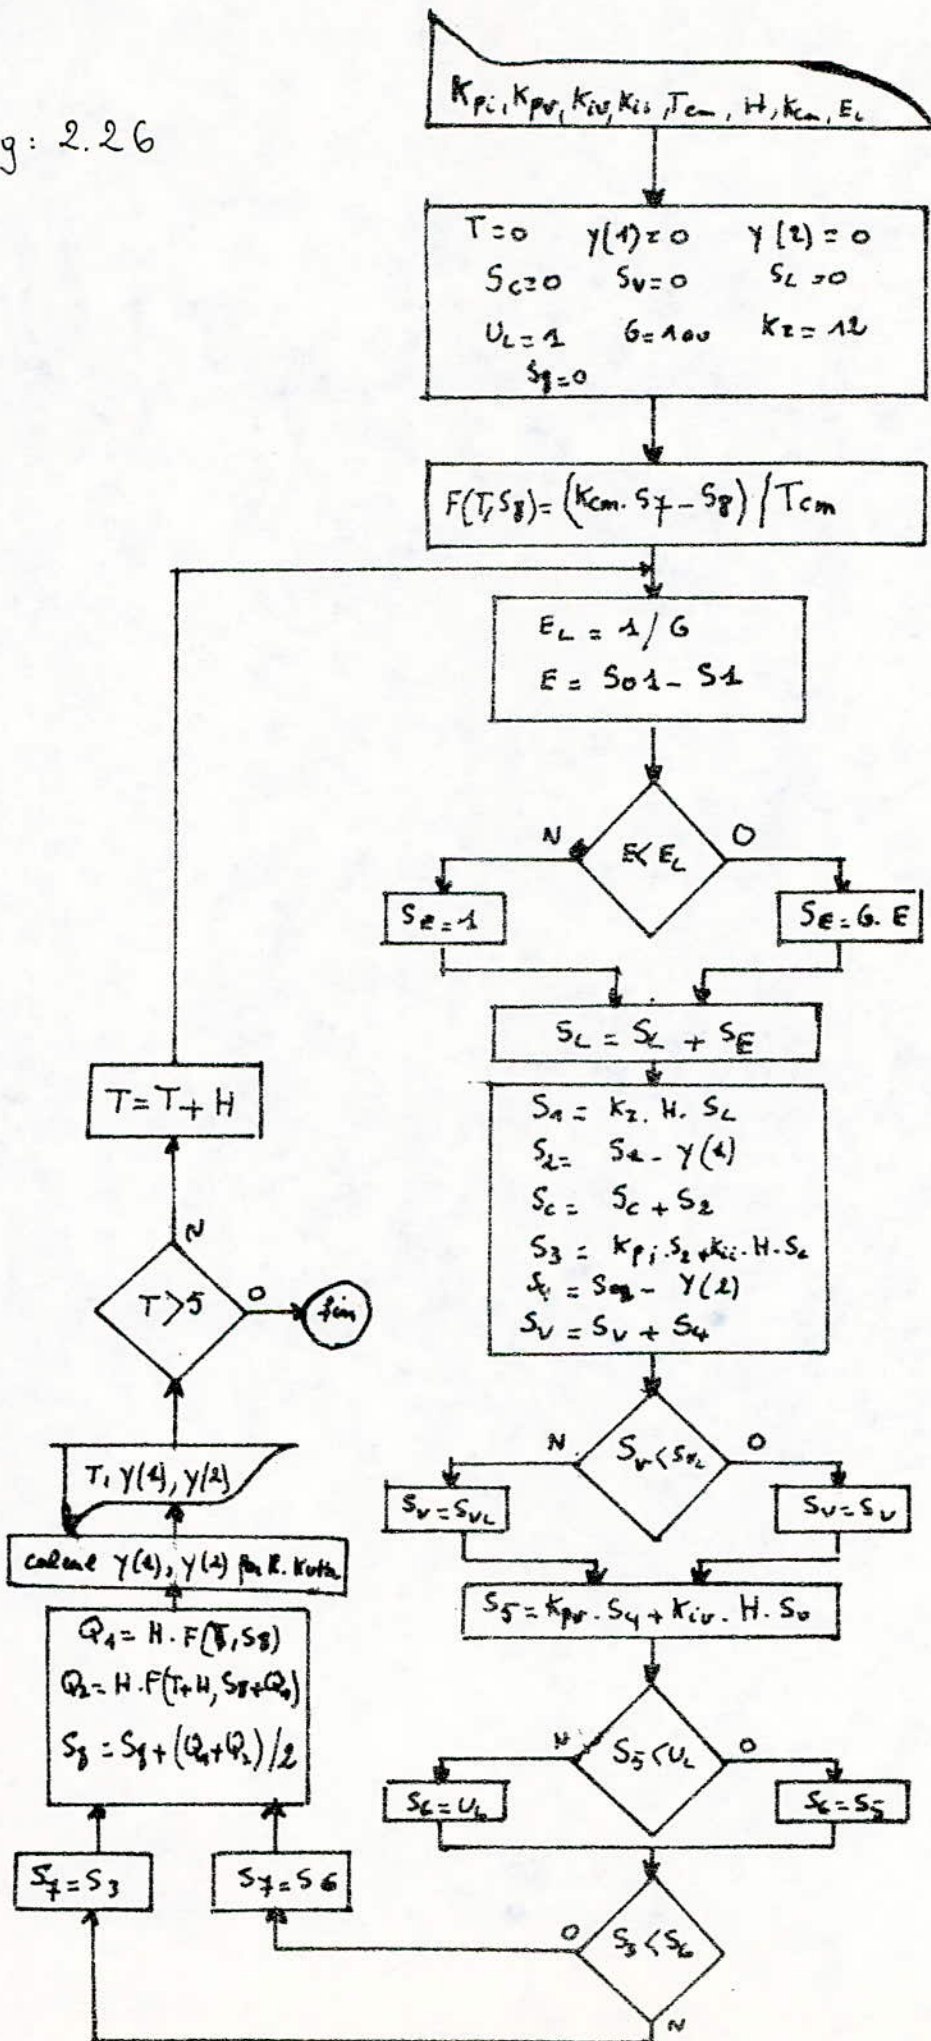 g: 2.26
Kpi, Kpv, Kiv, Kii, Tcm, H, Kcm, EL
T=0 y(1)=0 y(2)=0
Sc=0 Sv=0 SL=0
UL=1 G=100 KI=12
S8=0
F(T,S8)=(Kcm.S7-S8)/Tcm
EL = 1/G
E = S01-S1
N E<EL O
SE=1 SE=G.E
SL = SL + SE
S1 = KI.H.SL
S2= S1-Y(1)
Sc = Sc+S2
S3 = Kpi.S2+Kii.H.Sc
S4 = S02-Y(2)
Sv = Sv+S4
N Sv<SVL O
Sv=SVL Sv=Sv
S5=Kpv.S4+Kiv.H.Sv
N S5<UL O
S6=UL S6=S5
O S3<S6
N
S7=S3 S7=S6
Q1=H.F(T,S8)
Q2=H.F(T+H,S8+Q1)
S8=S8+(Q1+Q2)/2
calcul Y(1), Y(2) par R. Kutta
T, Y(1), Y(2)
T>5 O fin
N
T=T+H